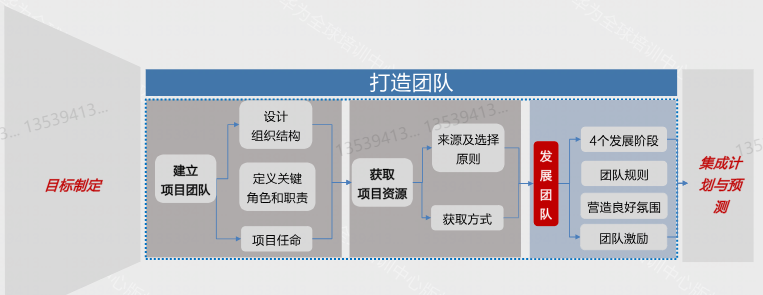 打造团队
目标制定
建立
项目团队
设计
组织结构
定义关键
角色和职责
项目任命
获取
项目资源
来源及选择
原则
获取方式
发
展
团
队
4个发展阶段
团队规则
营造良好氛围
团队激励
集成计
划与预
测
13539413...
13539413...